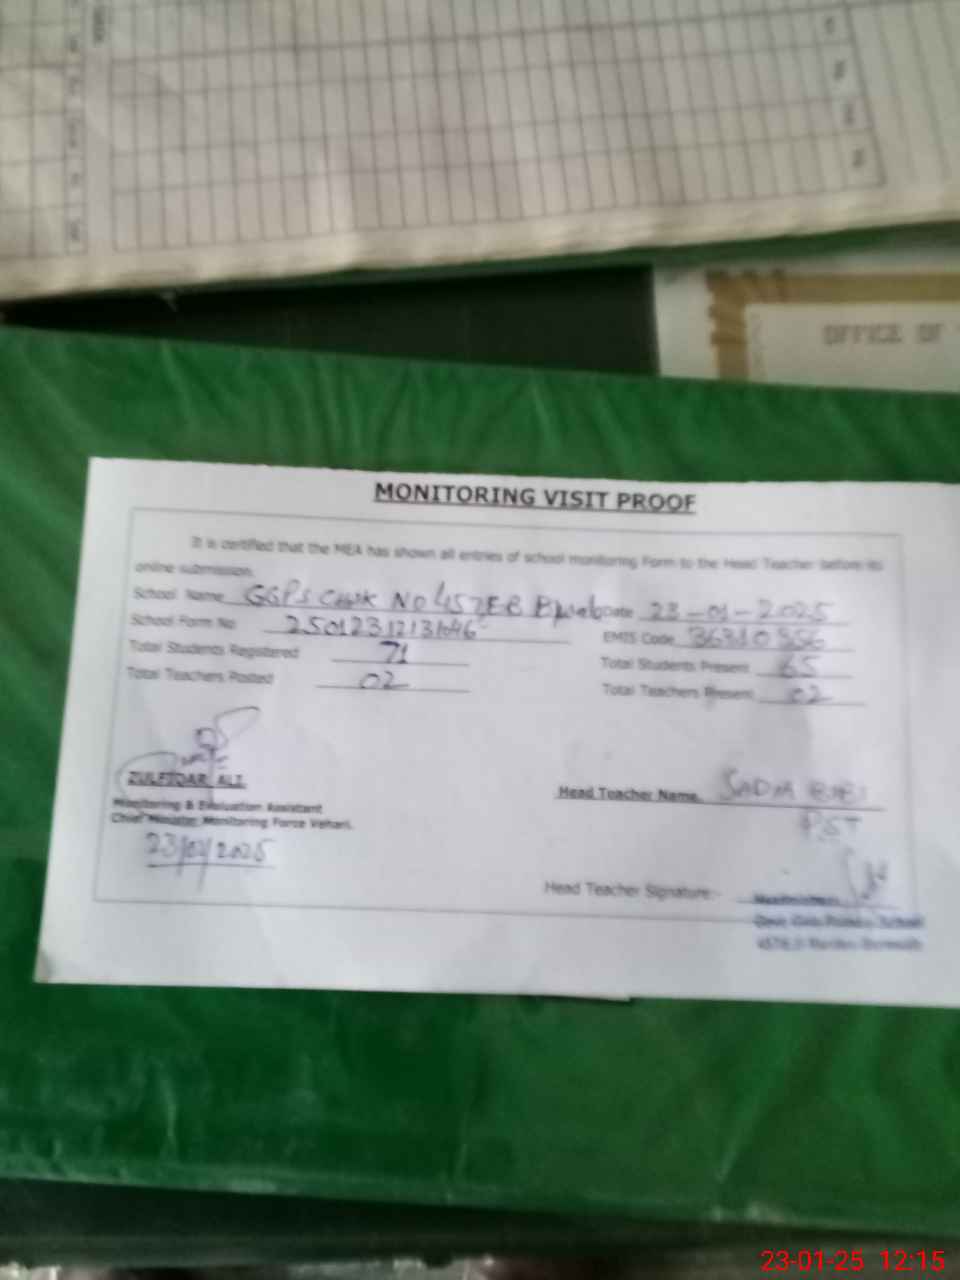 OFFICE OF
MONITORING VISIT PROOF
It is certified that the MEA has shown all entries of school monitoring Form to the Head Teacher before its
online submission.
School Name GGPS Chak NO 457EB Date 23-01-2025
School Form No EMIS Code
Total Students Registered 71 Total Students Present 65
Total Teachers Posted 02 Total Teachers Present 02
ZULFIQAR ALI
Monitoring & Evaluation Assistant
Chief Minister Monitoring Force Vehari.
23/01/2025
Head Teacher Name. SADIA BIBI
PST
Head Teacher Signature:-
23-01-25 12:15